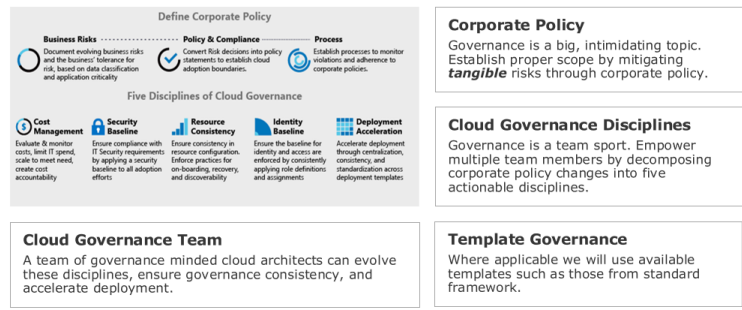 Define Corporate Policy
Business Risks
Document evolving business risks
and the business' tolerance for
risk, based on data classification
and application criticality
Policy & Compliance
Convert Risk decisions into policy
statements to establish cloud
adoption boundaries.
Process
Establish processes to monitor
violations and adherence to
corporate policies.
Five Disciplines of Cloud Governance
Cost
Management
Evaluate & monitor
costs, limit IT spend,
scale to meet need,
create cost
accountability
Security
Baseline
Ensure compliance with
IT Security requirements
by applying a security
baseline to all adoption
efforts
Resource
Consistency
Ensure consistency in
resource configuration.
Enforce practices for
on-boarding, recovery,
and discoverability
Identity
Baseline
Ensure the baseline for
identity and access are
enforced by consistently
applying role definitions
and assignments
Deployment
Acceleration
Accelerate deployment
through centralization,
consistency, and
standardization across
deployment templates
Corporate Policy
Governance is a big, intimidating topic.
Establish proper scope by mitigating
tangible risks through corporate policy.
Cloud Governance Disciplines
Governance is a team sport. Empower
multiple team members by decomposing
corporate policy changes into five
actionable disciplines.
Cloud Governance Team
A team of governance minded cloud architects can evolve
these disciplines, ensure governance consistency, and
accelerate deployment.
Template Governance
Where applicable we will use available
templates such as those from standard
framework.